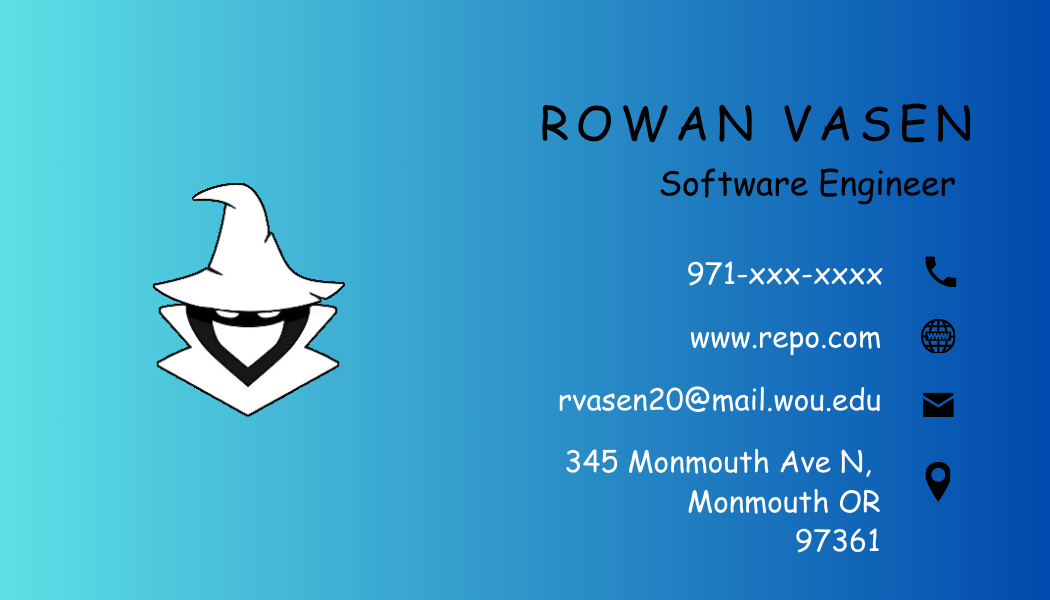 ROWAN VASEN
Software Engineer
971-xxx-xxxx
www.repo.com
WWW
rvasen20@mail.wou.edu
345 Monmouth Ave N,
Monmouth OR
97361